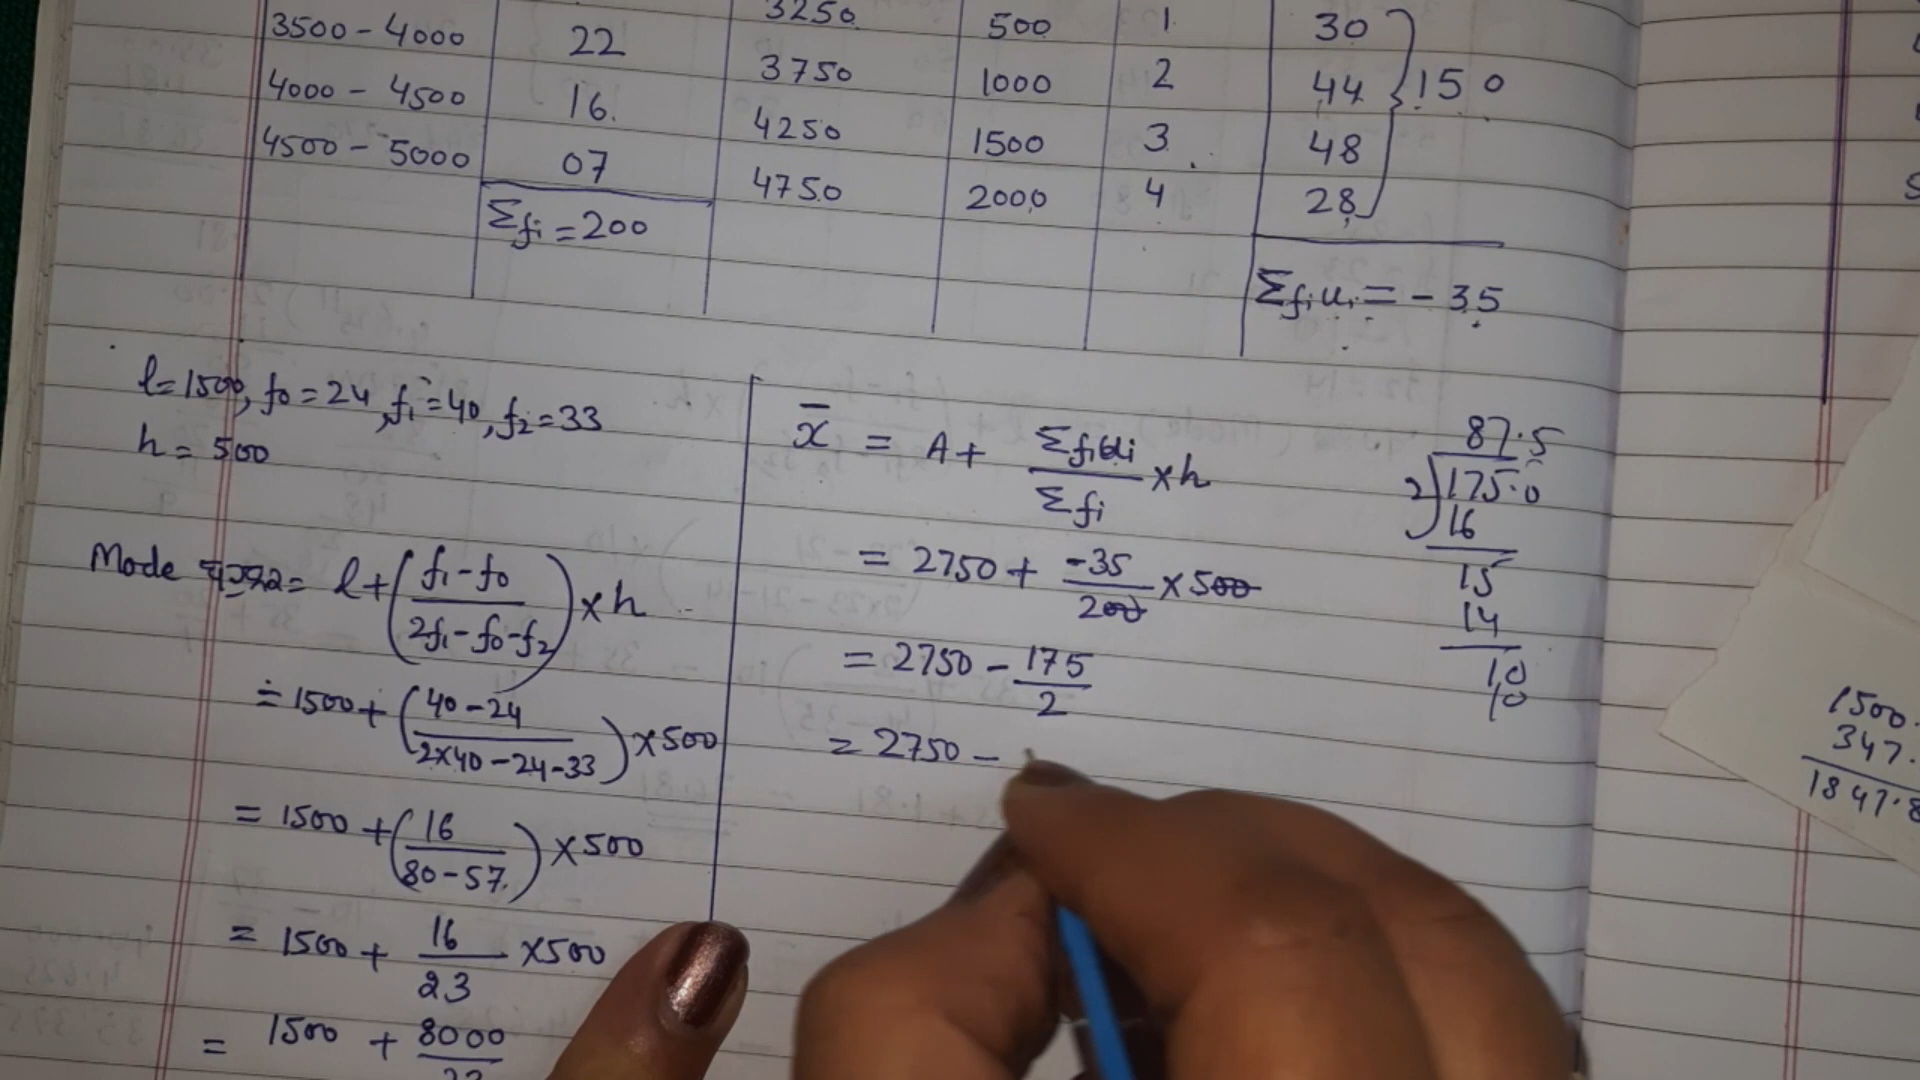 3250 500 1 30
3500-4000 22 3750 1000 2 44 150
4000-4500 16. 4250 1500 3 48
4500-5000 07 4750 2000 4 28
Σfi=200
Σfiui=-35
l=1500, f0=24, f1=40, f2=33
h=500
Mode = l+(f1-f0/2f1-f0-f2)×h
=1500+(40-24/2×40-24-33)×500
=1500+(16/80-57.)×500
=1500+16/23×500
=1500+8000/23
x̄ = A+ Σfiui/Σfi ×h
=2750+ -35/200 ×500
=2750-175/2
=2750-
87.5
2)175.0
16
15
14
10
10
1500.
347.
1847.8